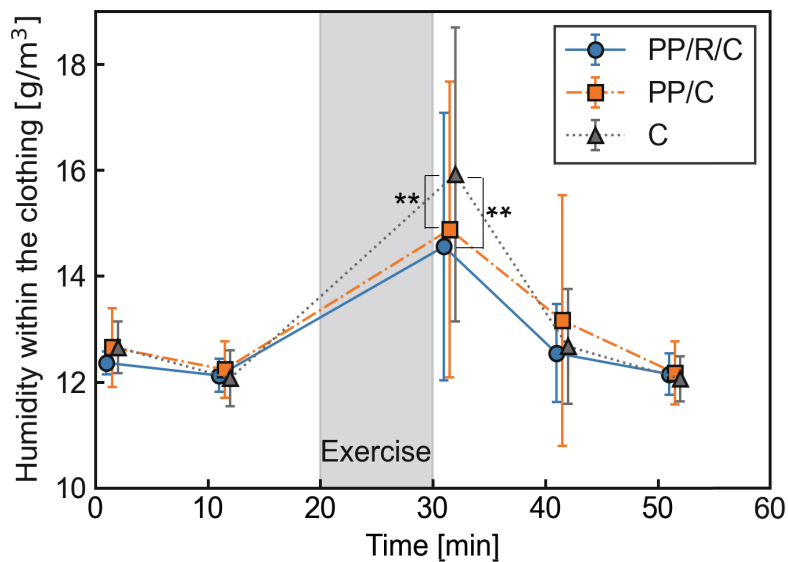 Humidity within the clothing [g/m³]
18
16
14
12
10
PP/R/C
PP/C
C
**
**
Exercise
0
10
20
30
40
50
60
Time [min]